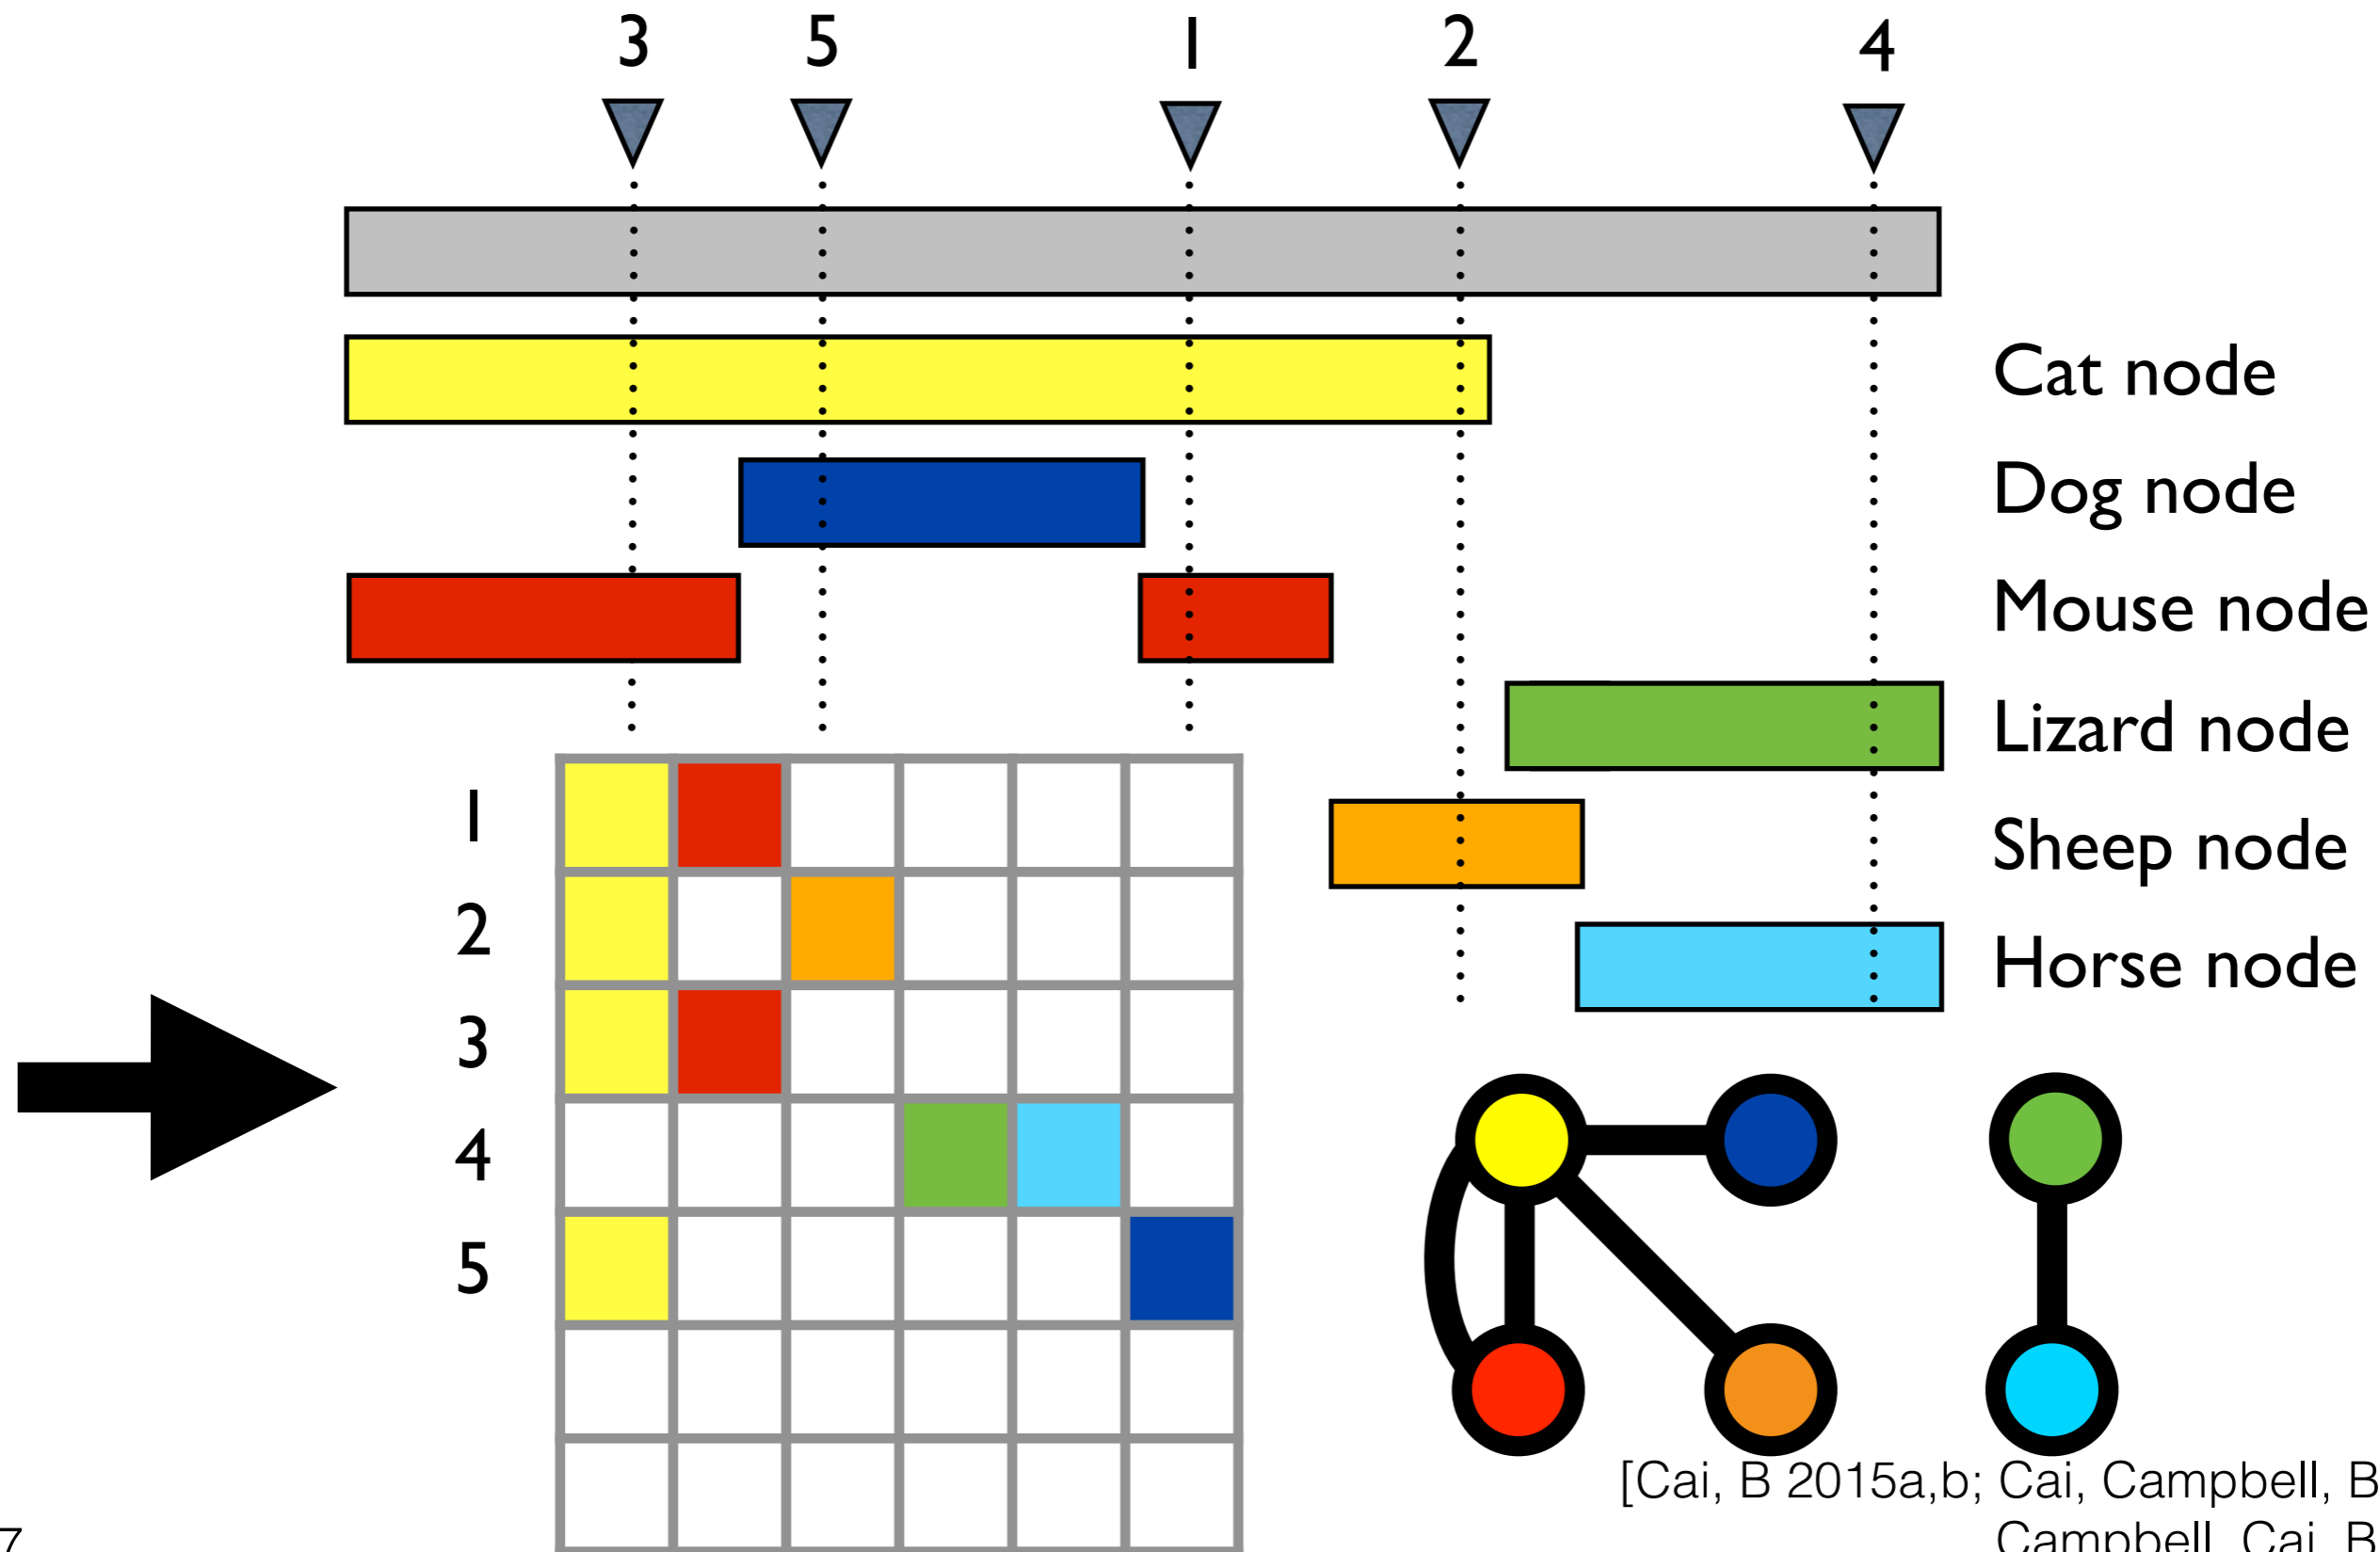 3 5 1 2 4
Cat node
Dog node
Mouse node
Lizard node
Sheep node
Horse node
1
2
3
4
5
[Cai, B 2015a,b; Cai, Campbell, B
Campbell, Cai, B
7